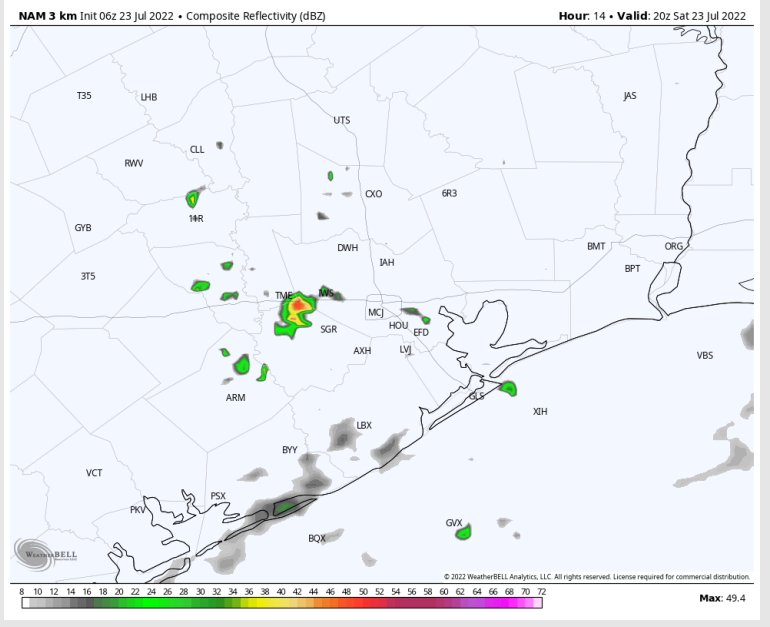 NAM 3 km Init 06z 23 Jul 2022 • Composite Reflectivity (dBZ)
Hour: 14 • Valid: 20z Sat 23 Jul 2022
T35
LHB
JAS
UTS
CLL
RWV
CXO
6R3
11R
GYB
DWH
BMT
ORG
IAH
BPT
3T5
TME
IWS
MCJ
HOU
SGR
EFD
AXH
LVJ
VBS
ARM
GLS
XIH
LBX
BYY
VCT
PSX
PKV
GVX
BQX
WEATHERBELL
© 2022 WeatherBELL Analytics, LLC. All rights reserved. License required for commercial distribution.
8 10 12 14 16 18 20 22 24 26 28 30 32 34 36 38 40 42 44 46 48 50 52 54 56 58 60 62 64 66 68 70 72
Max: 49.4